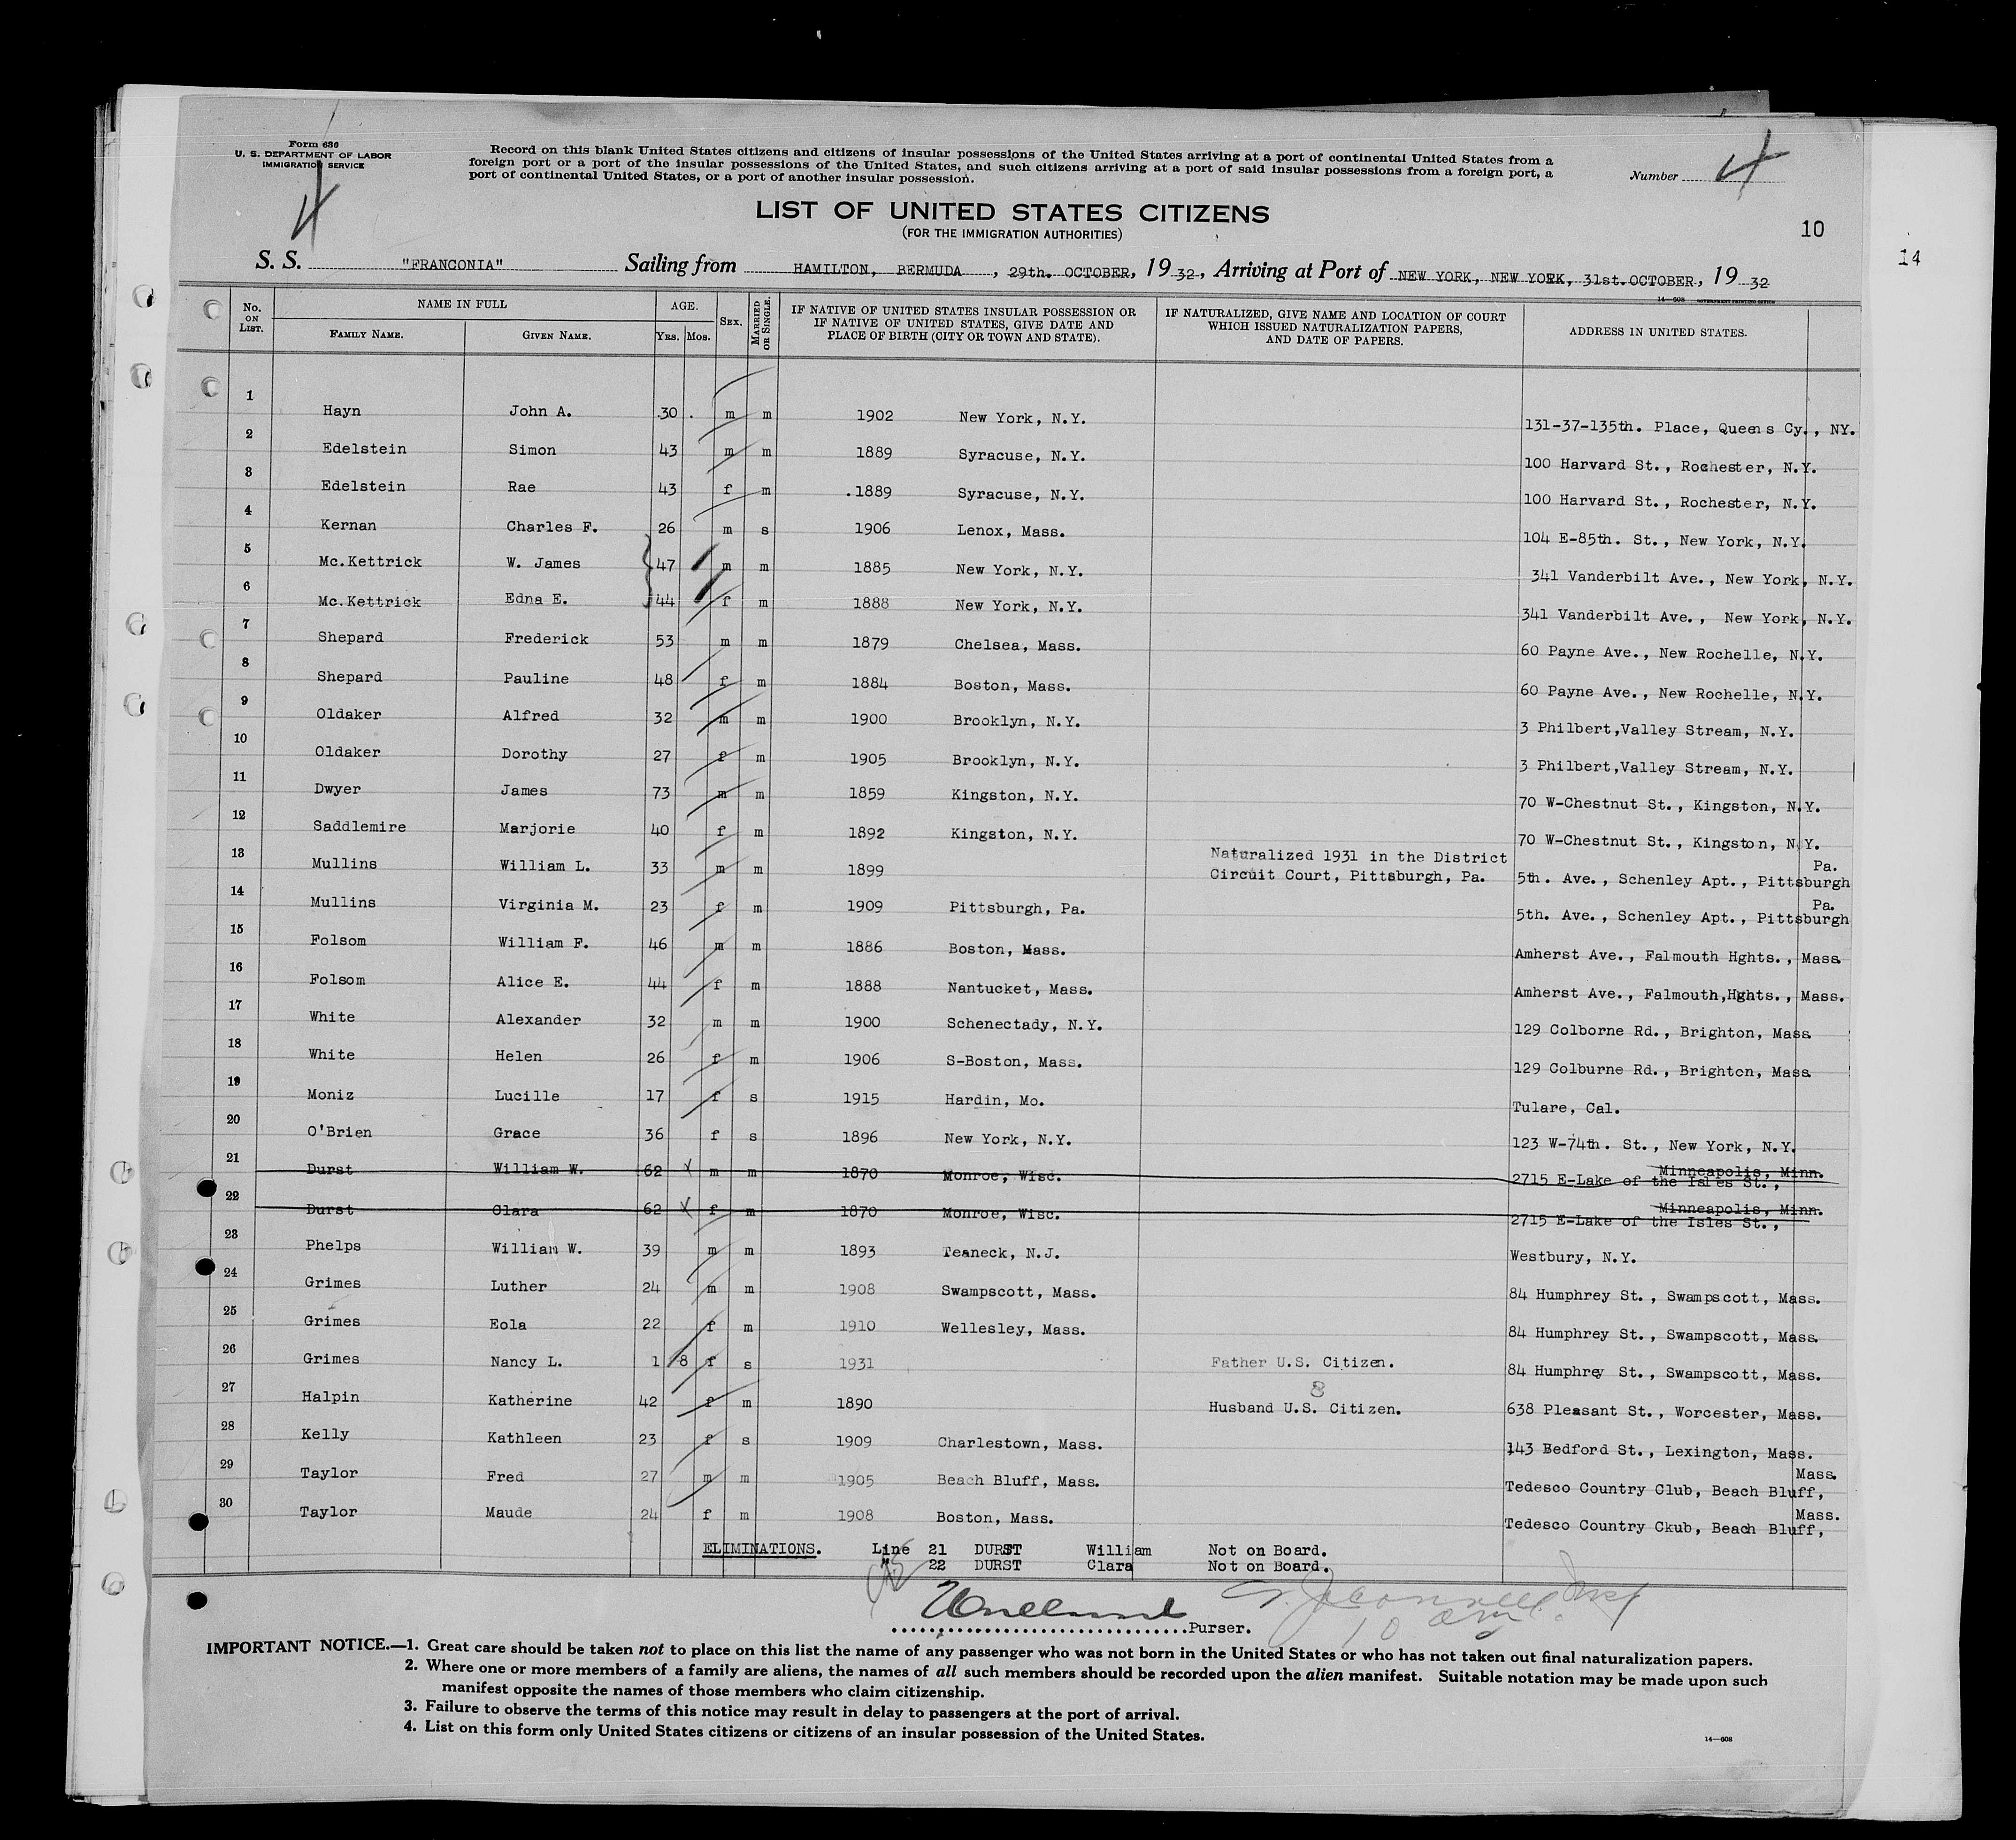 Form 630
U. S. DEPARTMENT OF LABOR
IMMIGRATION SERVICE
4
Record on this blank United States citizens and citizens of insular possessions of the United States arriving at a port of continental United States from a
foreign port or a port of the insular possessions of the United States, and such citizens arriving at a port of said insular possessions from a foreign port, a
port of continental United States, or a port of another insular possession.
Number 4
LIST OF UNITED STATES CITIZENS
(FOR THE IMMIGRATION AUTHORITIES)
10
14
S. S. "FRANCONIA" Sailing from HAMILTON, BERMUDA, 29th. OCTOBER, 19 32, Arriving at Port of NEW YORK, NEW YORK, 31st. OCTOBER, 19 32
14—608 GOVERNMENT PRINTING OFFICE
No. ON LIST. NAME IN FULL FAMILY NAME. GIVEN NAME. AGE. YRS. MOS. SEX. MARRIED OR SINGLE. IF NATIVE OF UNITED STATES INSULAR POSSESSION OR IF NATIVE OF UNITED STATES, GIVE DATE AND PLACE OF BIRTH (CITY OR TOWN AND STATE). IF NATURALIZED, GIVE NAME AND LOCATION OF COURT WHICH ISSUED NATURALIZATION PAPERS, AND DATE OF PAPERS. ADDRESS IN UNITED STATES.
1 Hayn John A. 30 m m 1902 New York, N.Y. 131-37-135th. Place, Queens Cy., NY.
2 Edelstein Simon 43 m m 1889 Syracuse, N.Y. 100 Harvard St., Rochester, N.Y.
3 Edelstein Rae 43 f m .1889 Syracuse, N.Y. 100 Harvard St., Rochester, N.Y.
4 Kernan Charles F. 26 m s 1906 Lenox, Mass. 104 E-85th. St., New York, N.Y.
5 Mc.Kettrick W. James 47 m m 1885 New York, N.Y. 341 Vanderbilt Ave., New York, N.Y.
6 Mc.Kettrick Edna E. 44 f m 1888 New York, N.Y. 341 Vanderbilt Ave., New York, N.Y.
7 Shepard Frederick 53 m m 1879 Chelsea, Mass. 60 Payne Ave., New Rochelle, N.Y.
8 Shepard Pauline 48 f m 1884 Boston, Mass. 60 Payne Ave., New Rochelle, N.Y.
9 Oldaker Alfred 32 m m 1900 Brooklyn, N.Y. 3 Philbert,Valley Stream, N.Y.
10 Oldaker Dorothy 27 f m 1905 Brooklyn, N.Y. 3 Philbert,Valley Stream, N.Y.
11 Dwyer James 73 m m 1859 Kingston, N.Y. 70 W-Chestnut St., Kingston, N.Y.
12 Saddlemire Marjorie 40 f m 1892 Kingston, N.Y. 70 W-Chestnut St., Kingston, N.Y.
13 Mullins William L. 33 m m 1899 Naturalized 1931 in the District Circuit Court, Pittsburgh, Pa. 5th. Ave., Schenley Apt., Pittsburgh Pa.
14 Mullins Virginia M. 23 f m 1909 Pittsburgh, Pa. 5th. Ave., Schenley Apt., Pittsburgh Pa.
15 Folsom William F. 46 m m 1886 Boston, Mass. Amherst Ave., Falmouth Hghts., Mass.
16 Folsom Alice E. 44 f m 1888 Nantucket, Mass. Amherst Ave., Falmouth,Hghts., Mass.
17 White Alexander 32 m m 1900 Schenectady, N.Y. 129 Colborne Rd., Brighton, Mass.
18 White Helen 26 f m 1906 S-Boston, Mass. 129 Colburne Rd., Brighton, Mass.
19 Moniz Lucille 17 f s 1915 Hardin, Mo. Tulare, Cal.
20 O'Brien Grace 36 f s 1896 New York, N.Y. 123 W-74th. St., New York, N.Y.
21 Durst William W. 62 m m 1870 Monroe, Wisc. 2715 E-Lake of the Isles St., Minneapolis, Minn.
22 Durst Clara 62 f m 1870 Monroe, Wisc. 2715 E-Lake of the Isles St., Minneapolis, Minn.
23 Phelps William W. 39 m m 1893 Teaneck, N.J. Westbury, N.Y.
24 Grimes Luther 24 m m 1908 Swampscott, Mass. 84 Humphrey St., Swampscott, Mass.
25 Grimes Eola 22 f m 1910 Wellesley, Mass. 84 Humphrey St., Swampscott, Mass.
26 Grimes Nancy L. 1 8 f s 1931 Father U.S. Citizen. 84 Humphrey St., Swampscott, Mass.
27 Halpin Katherine 42 f m 1890 Husband U.S. Citizen. 638 Pleasant St., Worcester, Mass.
28 Kelly Kathleen 23 f s 1909 Charlestown, Mass. 143 Bedford St., Lexington, Mass.
29 Taylor Fred 27 m m 1905 Beach Bluff, Mass. Tedesco Country Club, Beach Bluff, Mass.
30 Taylor Maude 24 f m 1908 Boston, Mass. Tedesco Country Ckub, Beach Bluff, Mass.
ELIMINATIONS. Line 21 DURST William Not on Board.
" 22 DURST Clara Not on Board.
10 am
Purser.
IMPORTANT NOTICE.—1. Great care should be taken not to place on this list the name of any passenger who was not born in the United States or who has not taken out final naturalization papers.
2. Where one or more members of a family are aliens, the names of all such members should be recorded upon the alien manifest. Suitable notation may be made upon such
manifest opposite the names of those members who claim citizenship.
3. Failure to observe the terms of this notice may result in delay to passengers at the port of arrival.
4. List on this form only United States citizens or citizens of an insular possession of the United States.
14—608